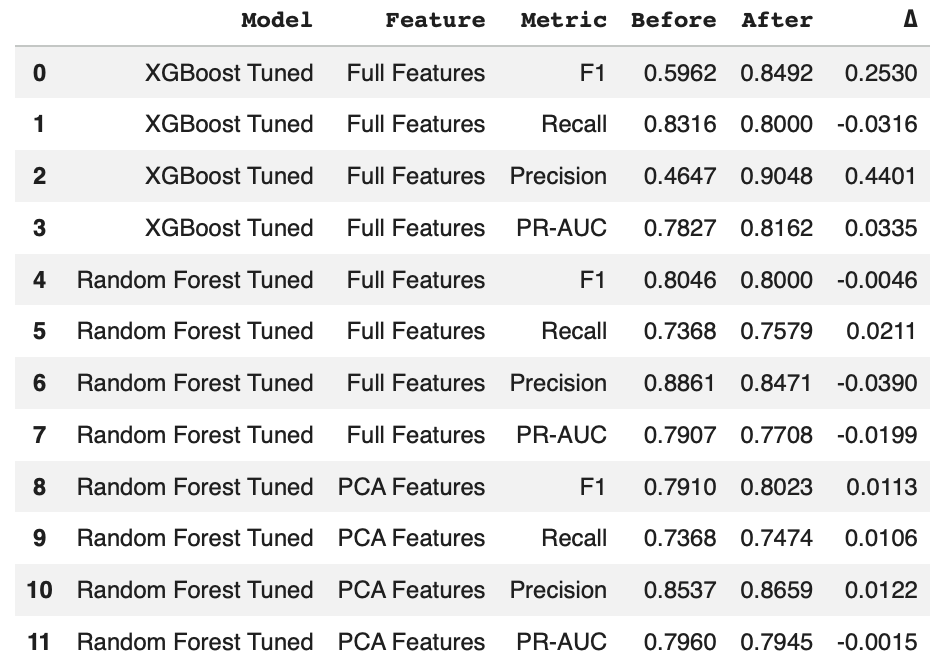 Model Feature Metric Before After Δ
0 XGBoost Tuned Full Features F1 0.5962 0.8492 0.2530
1 XGBoost Tuned Full Features Recall 0.8316 0.8000 -0.0316
2 XGBoost Tuned Full Features Precision 0.4647 0.9048 0.4401
3 XGBoost Tuned Full Features PR-AUC 0.7827 0.8162 0.0335
4 Random Forest Tuned Full Features F1 0.8046 0.8000 -0.0046
5 Random Forest Tuned Full Features Recall 0.7368 0.7579 0.0211
6 Random Forest Tuned Full Features Precision 0.8861 0.8471 -0.0390
7 Random Forest Tuned Full Features PR-AUC 0.7907 0.7708 -0.0199
8 Random Forest Tuned PCA Features F1 0.7910 0.8023 0.0113
9 Random Forest Tuned PCA Features Recall 0.7368 0.7474 0.0106
10 Random Forest Tuned PCA Features Precision 0.8537 0.8659 0.0122
11 Random Forest Tuned PCA Features PR-AUC 0.7960 0.7945 -0.0015